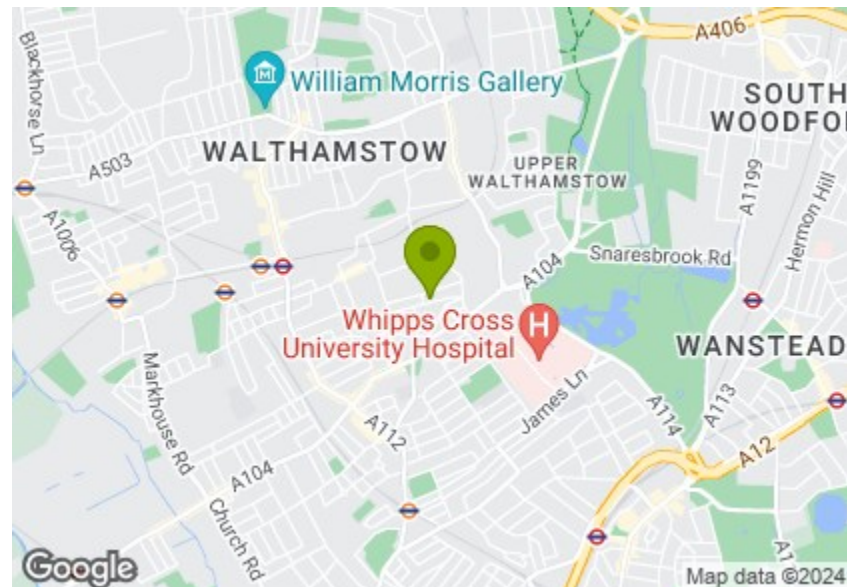 Blackhorse Ln
A406
William Morris Gallery
SOUTH
WOODFO
A503
WALTHAMSTOW
UPPER
WALTHAMSTOW
A1199
Hermon Hill
A1006
A104
Snaresbrook Rd
Whipps Cross
University Hospital
H
WANSTEAD
Markhouse Rd
James Ln
A112
A114
A113
A12
A104
Church Rd
Google
Map data ©2024